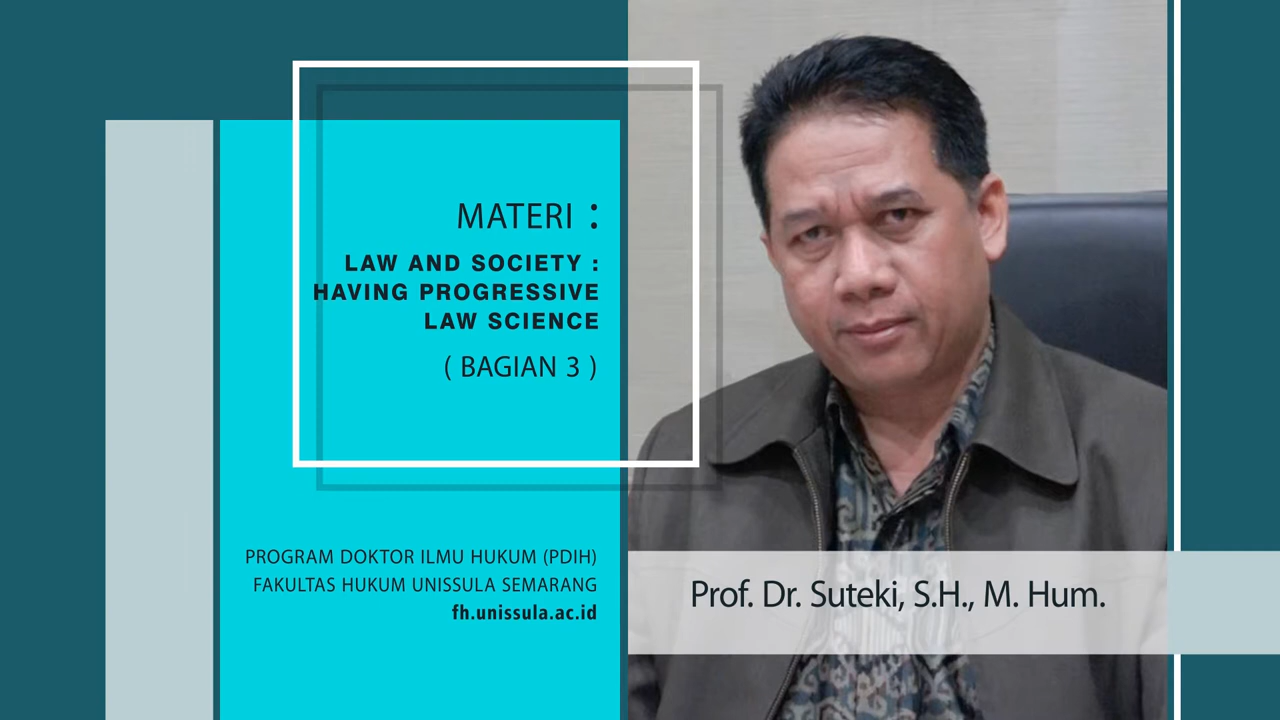 MATERI :
LAW AND SOCIETY :
HAVING PROGRESSIVE
LAW SCIENCE
( BAGIAN 3 )
PROGRAM DOKTOR ILMU HUKUM (PDIH)
FAKULTAS HUKUM UNISSULA SEMARANG
fh.unissula.ac.id
Prof. Dr. Suteki, S.H., M. Hum.